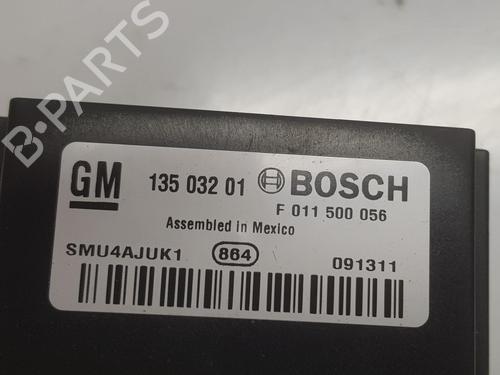 B-PARTS
GM 135 032 01 BOSCH
F 011 500 056
Assembled in Mexico
SMU4AJUK1 864 091311